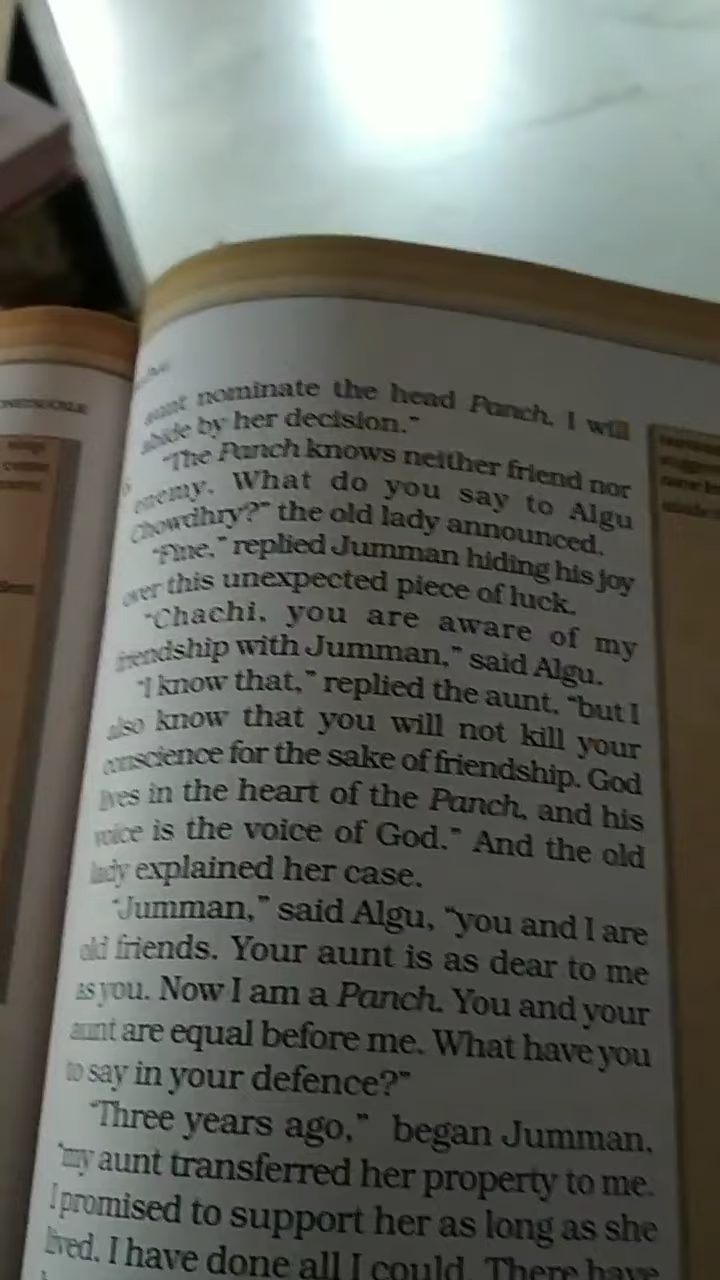 aunt nominate the head Panch, I will
abide by her decision."
"The Panch knows neither friend nor
enemy. What do you say to Algu
Chowdhry?" the old lady announced.
"Fine," replied Jumman hiding his joy
over this unexpected piece of luck.
"Chachi, you are aware of my
friendship with Jumman," said Algu.
"I know that," replied the aunt, "but I
also know that you will not kill your
conscience for the sake of friendship. God
lives in the heart of the Panch, and his
voice is the voice of God." And the old
lady explained her case.
"Jumman," said Algu, "you and I are
old friends. Your aunt is as dear to me
as you. Now I am a Panch. You and your
aunt are equal before me. What have you
to say in your defence?"
"Three years ago," began Jumman,
"my aunt transferred her property to me.
I promised to support her as long as she
lived. I have done all I could. There have